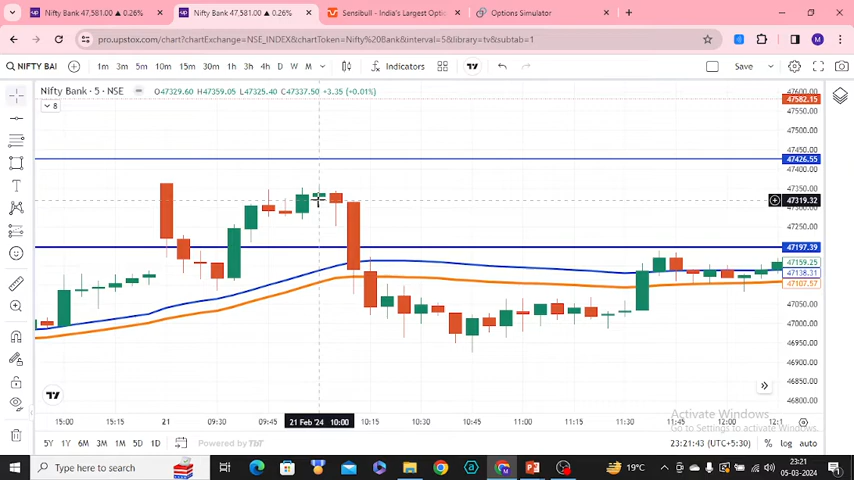 Nifty Bank 47,581.00 ▲ 0.26%
Nifty Bank 47,581.00 ▲ 0.26%
Sensibull - India's Largest Optio
Options Simulator
pro.upstox.com/chart?chartExchange=NSE_INDEX&chartToken=Nifty%20Bank&interval=5&library=tv&subtab=1
M
NIFTY BAI
1m 3m 5m 10m 15m 30m 1h 3h 4h D W M
Indicators
Save
Nifty Bank · 5 · NSE
O47329.60 H47359.05 L47325.40 C47337.50 +3.35 (+0.01%)
8
47600.00
47582.15
47550.00
47500.00
47450.00
47426.55
47400.00
47350.00
47319.32
47300.00
47250.00
47197.39
47159.25
47138.31
47107.57
47050.00
47000.00
46950.00
46900.00
46850.00
46800.00
15:00 15:15 21 09:30 09:45 21 Feb '24 10:00 10:15 10:30 10:45 11:00 11:15 11:30 11:45 12:00 12:1
Activate Windows
Go to Settings to activate Windows.
5Y 1Y 6M 3M 1M 5D 1D
Powered by TbT
23:21:43 (UTC+5:30) % log auto
Type here to search
19°C
23:21
05-03-2024